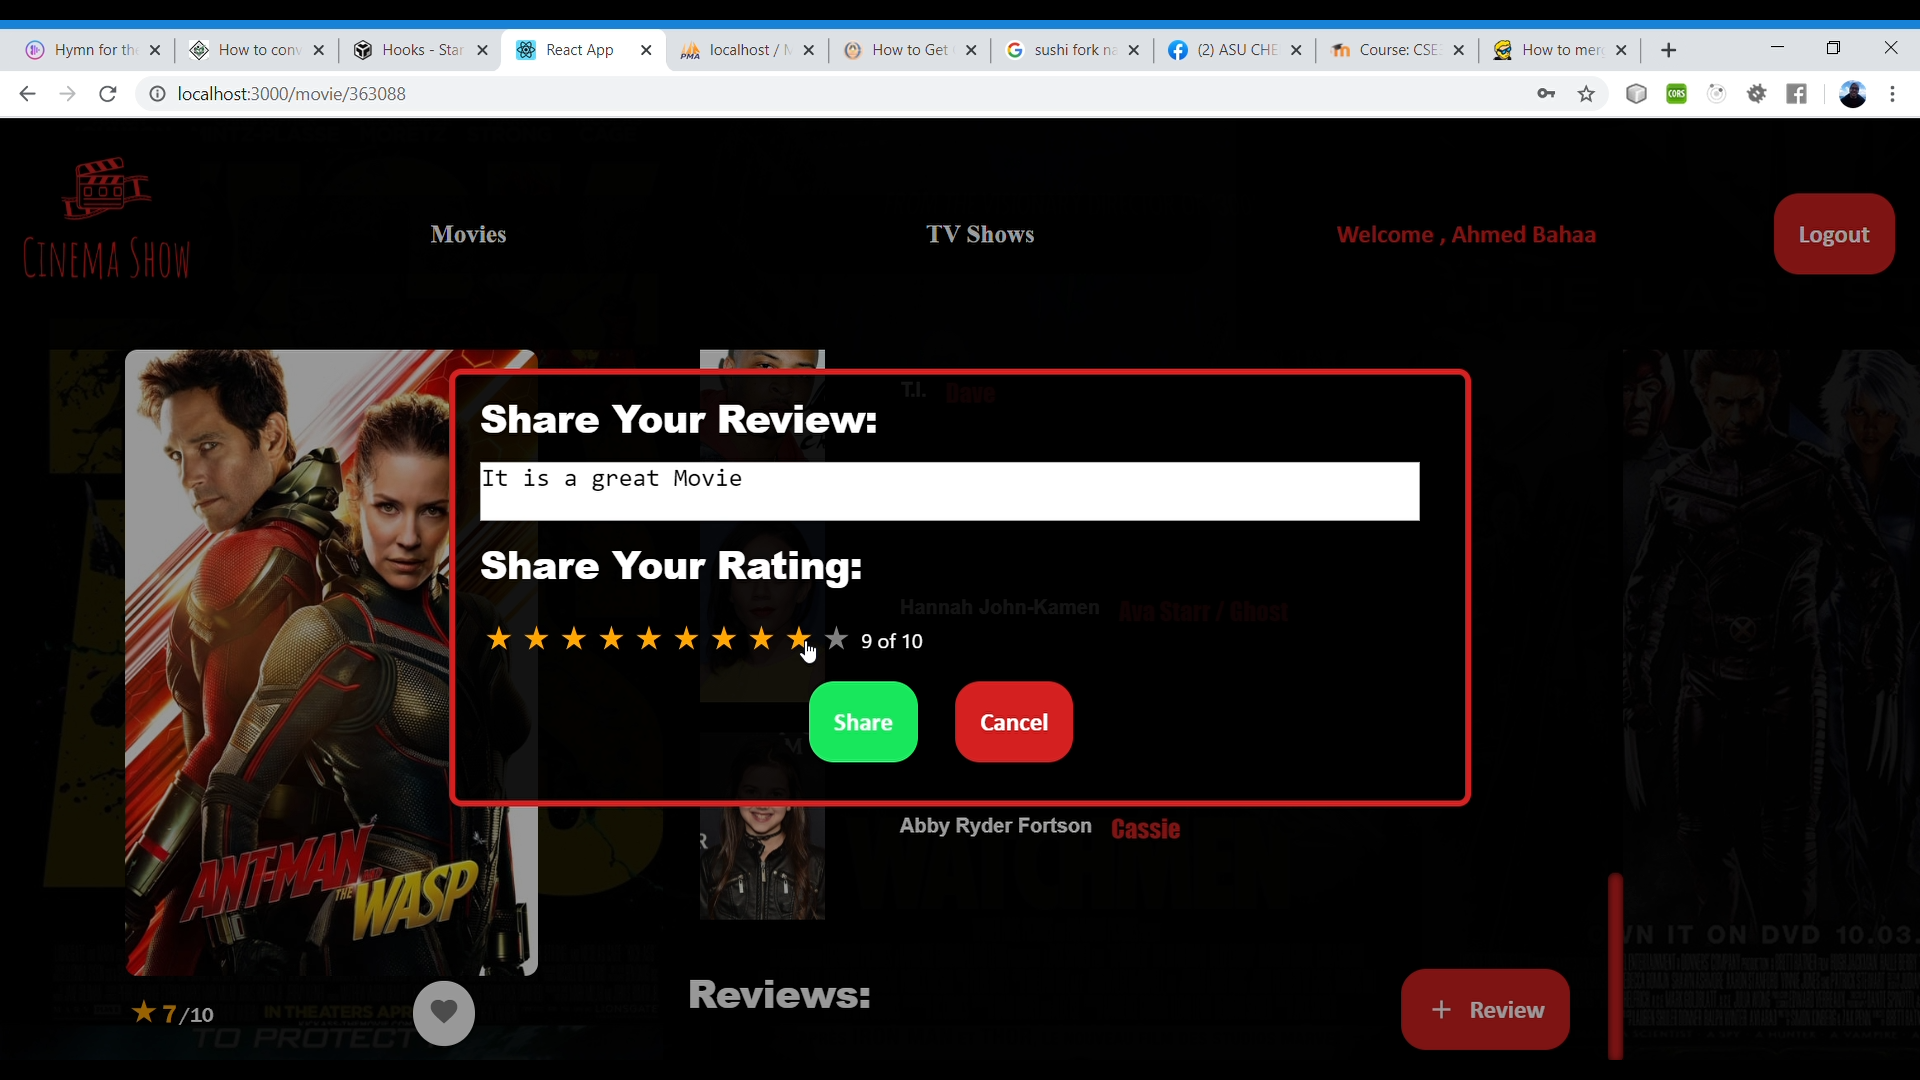 Hymn for th
How to conv
Hooks - Star
React App
localhost / M
How to Get
sushi fork na
(2) ASU CHE
Course: CSE
How to mer
localhost:3000/movie/363088
CORS
CINEMA SHOW
Movies
TV Shows
Welcome , Ahmed Bahaa
Logout
T.I. Dave
Share Your Review:
It is a great Movie
Share Your Rating:
Hannah John-Kamen Ava Starr / Ghost
9 of 10
Share
Cancel
Abby Ryder Fortson Cassie
ANT-MAN
AND THE WASP
OWN IT ON DVD 10.03.
Reviews:
7/10
IN THEATERS APR
TO PROTECT
+ Review